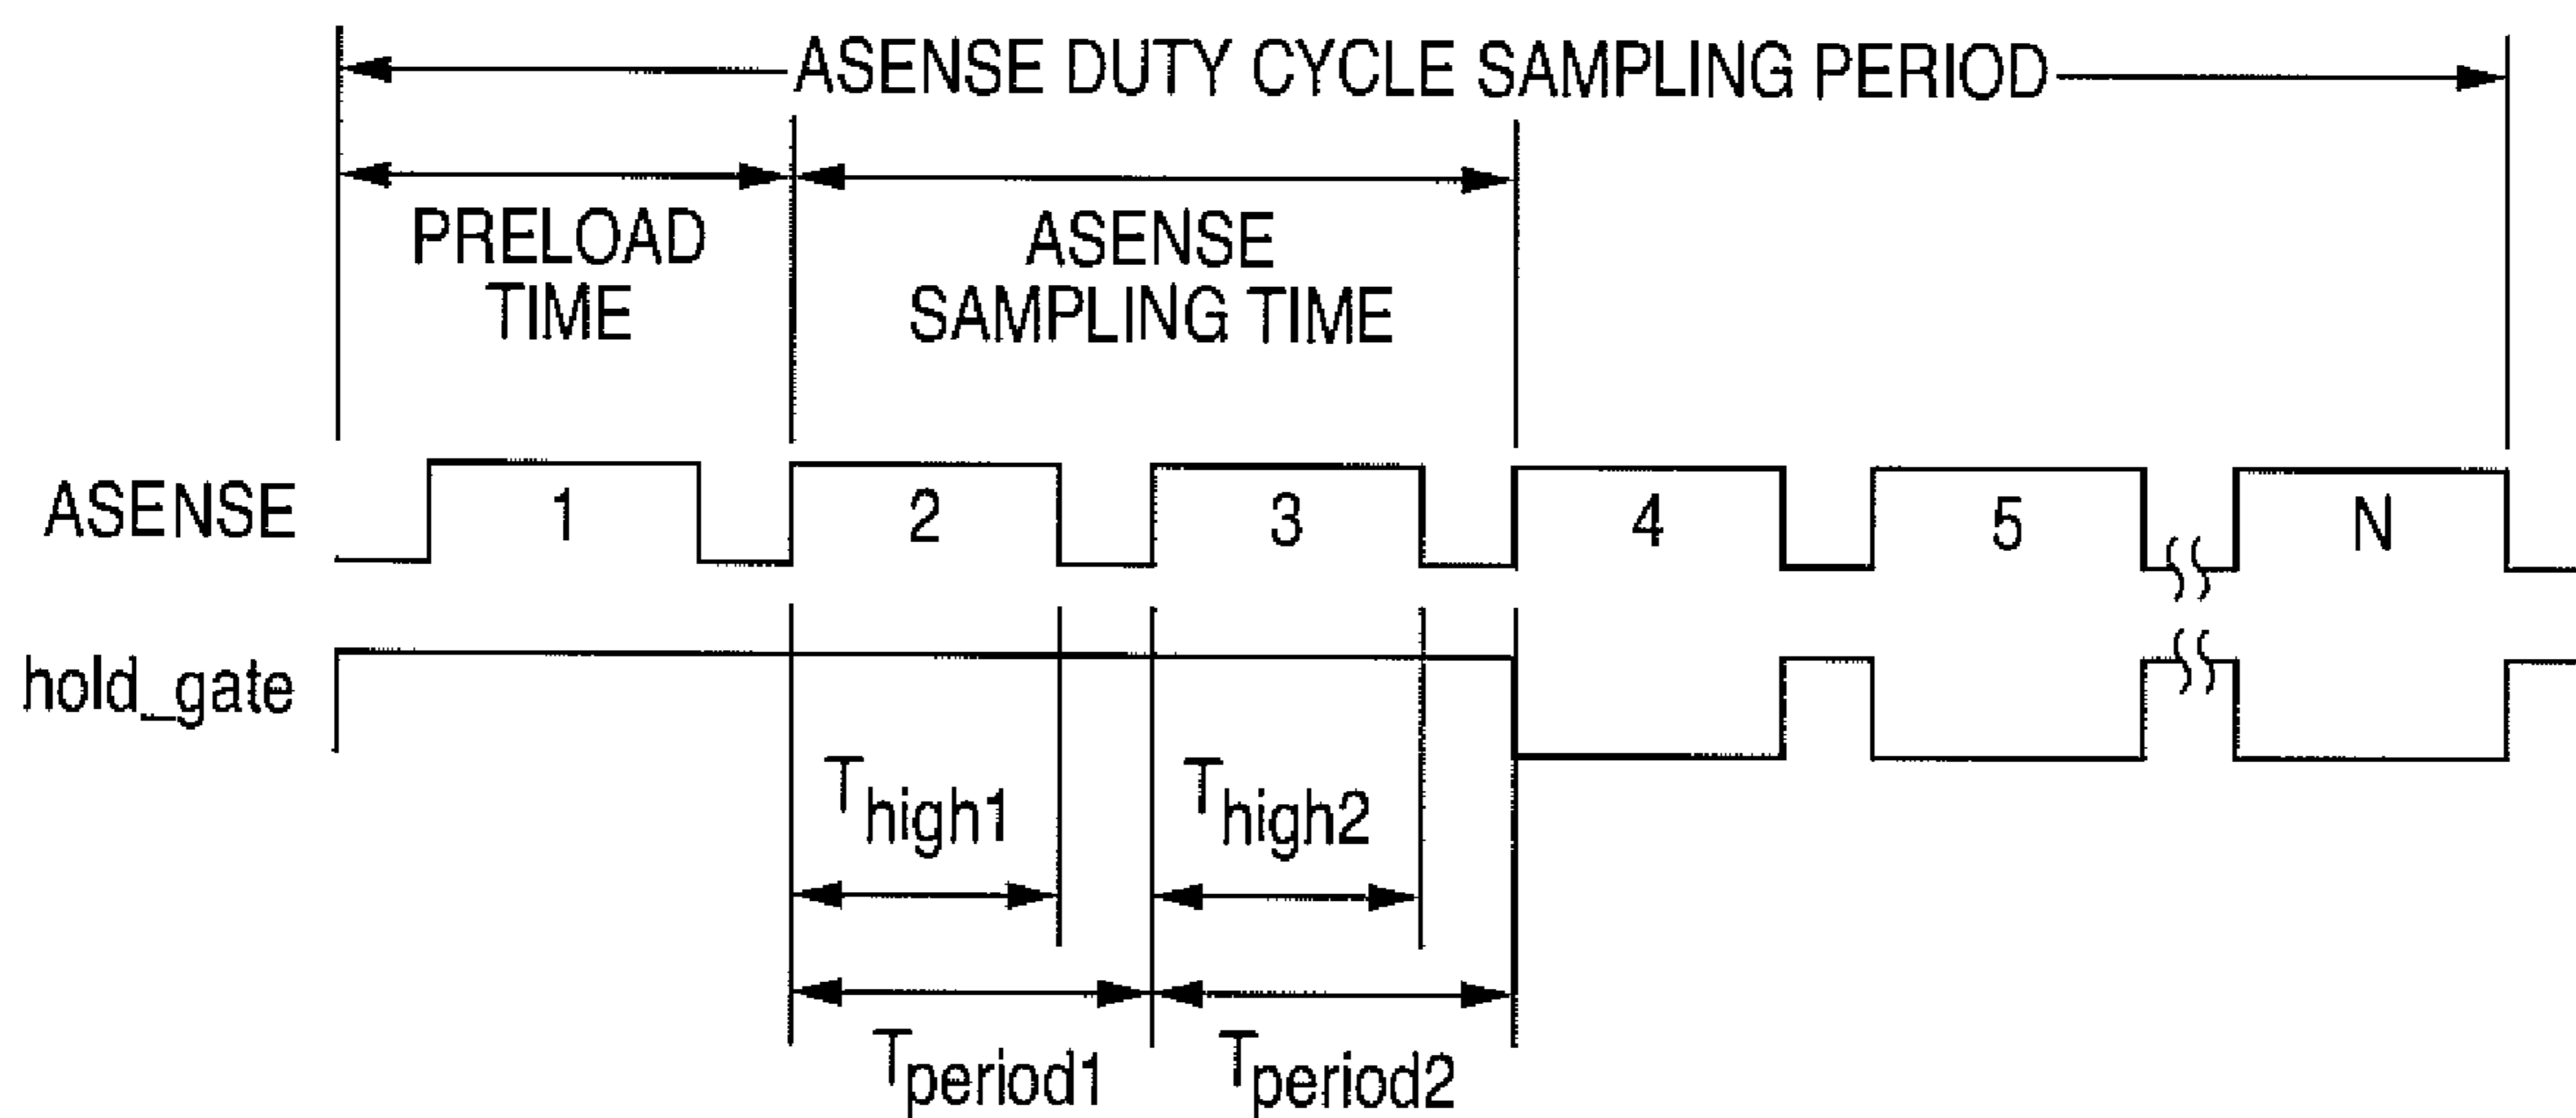 ASENSE DUTY CYCLE SAMPLING PERIOD
PRELOAD
TIME
ASENSE
SAMPLING TIME
ASENSE 1 2 3 4 5 N
hold_gate
Thigh1 Thigh2
Tperiod1 Tperiod2